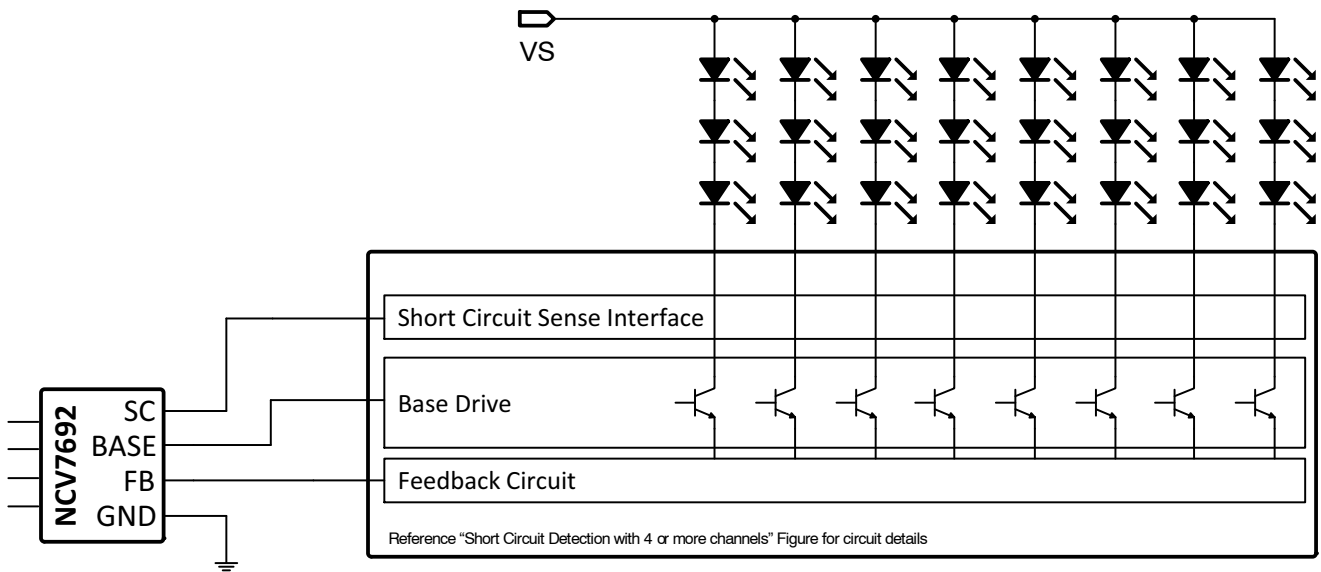 VS
Short Circuit Sense Interface
NCV7692
SC
BASE
FB
GND
Base Drive
Feedback Circuit
Reference “Short Circuit Detection with 4 or more channels” Figure for circuit details